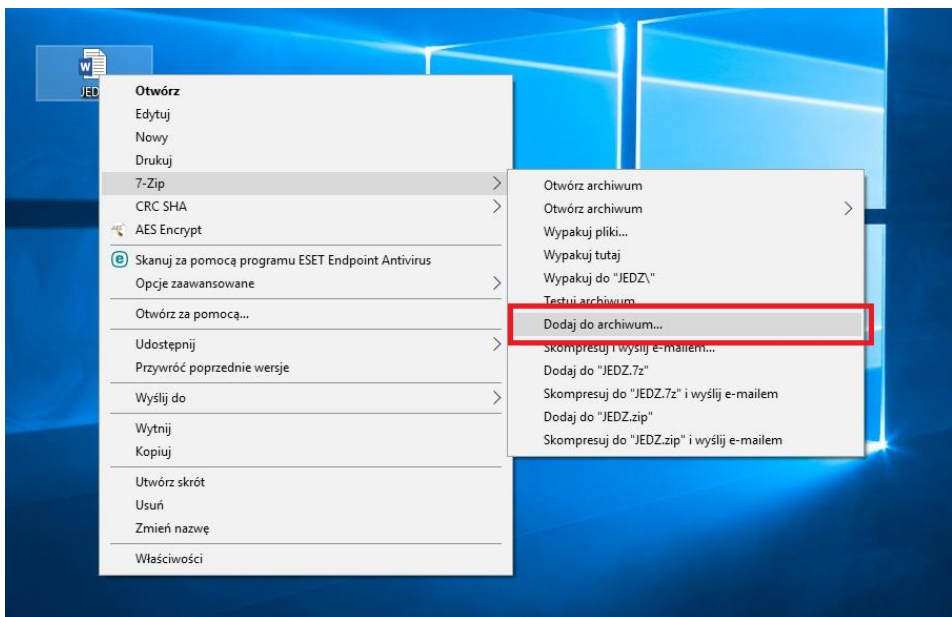 JED
Otwórz
Edytuj
Nowy
Drukuj
7-Zip
CRC SHA
AES Encrypt
Skanuj za pomocą programu ESET Endpoint Antivirus
Opcje zaawansowane
Otwórz za pomocą...
Udostępnij
Przywróć poprzednie wersje
Wyślij do
Wytnij
Kopiuj
Utwórz skrót
Usuń
Zmień nazwę
Właściwości
Otwórz archiwum
Otwórz archiwum
Wypakuj pliki...
Wypakuj tutaj
Wypakuj do "JEDZ\"
Testuj archiwum
Dodaj do archiwum...
Skompresuj i wyślij e-mailem...
Dodaj do "JEDZ.7z"
Skompresuj do "JEDZ.7z" i wyślij e-mailem
Dodaj do "JEDZ.zip"
Skompresuj do "JEDZ.zip" i wyślij e-mailem